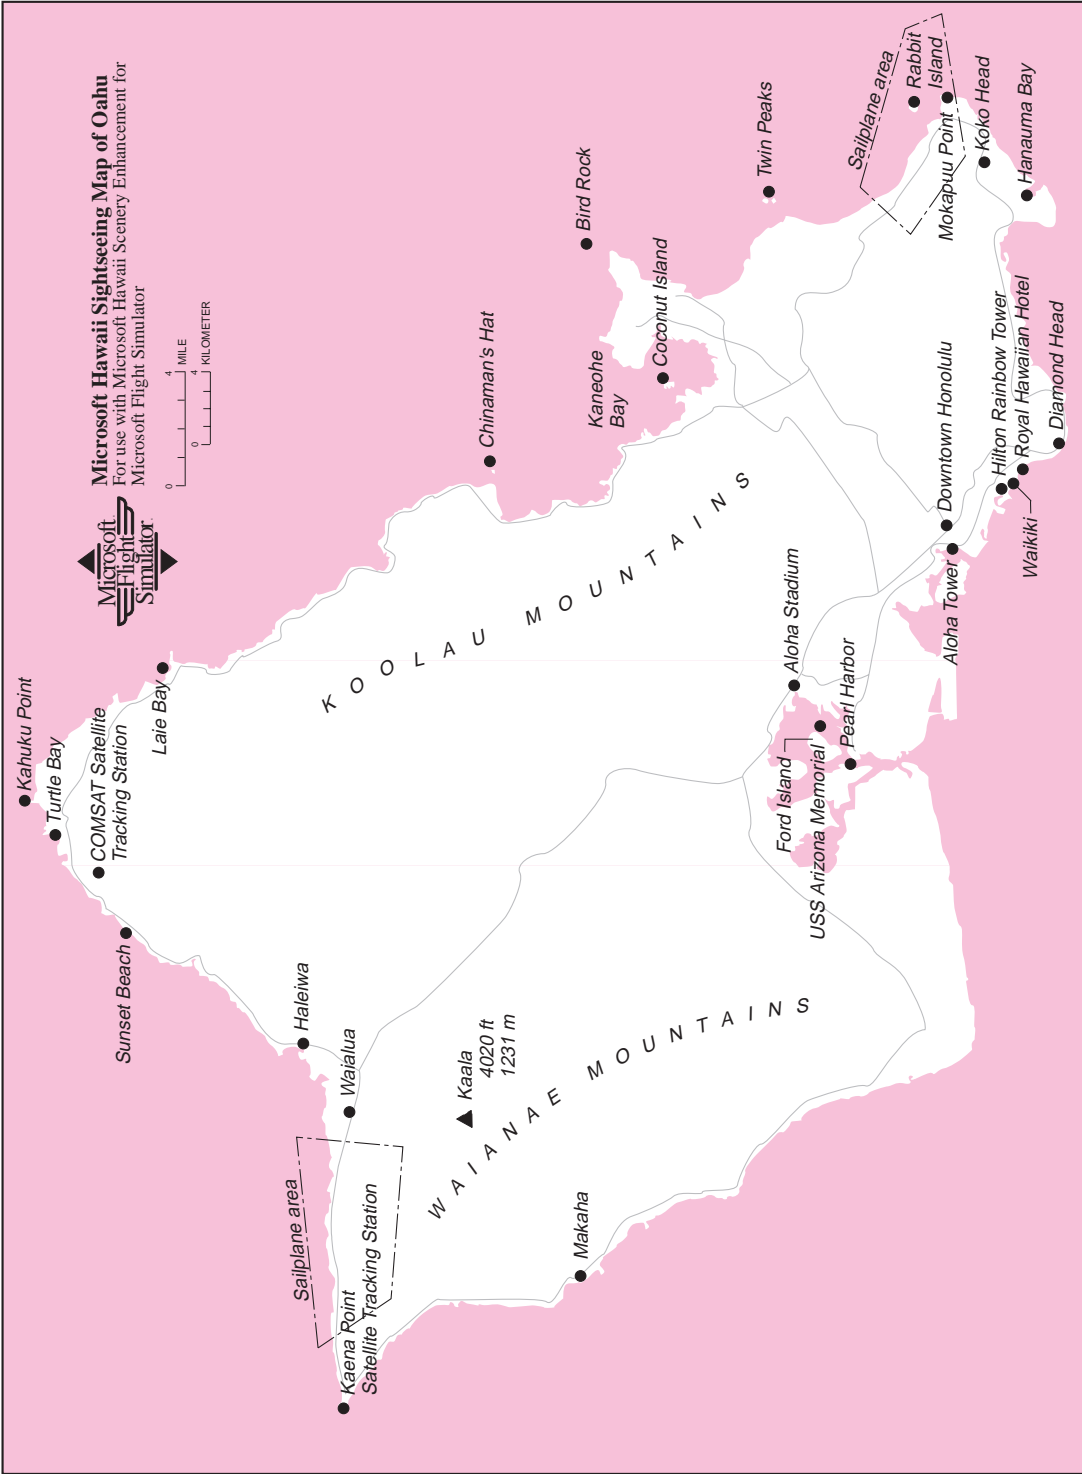 Microsoft
Flight
Simulator
Microsoft Hawaii Sightseeing Map of Oahu
For use with Microsoft Hawaii Scenery Enhancement for
Microsoft Flight Simulator
0 4
MILE
0 4
KILOMETER
Kahuku Point
Turtle Bay
COMSAT Satellite
Tracking Station
Laie Bay
Sunset Beach
Haleiwa
Waialua
Sailplane area
Kaena Point
Satellite Tracking Station
Kaala
4020 ft
1231 m
WAIANAE MOUNTAINS
Makaha
KOOLAU MOUNTAINS
Chinaman's Hat
Bird Rock
Kaneohe
Bay
Coconut Island
Twin Peaks
Sailplane area
Rabbit
Island
Mokapuu Point
Koko Head
Hanauma Bay
Aloha Stadium
Ford Island
USS Arizona Memorial
Pearl Harbor
Downtown Honolulu
Aloha Tower
Hilton Rainbow Tower
Waikiki
Royal Hawaiian Hotel
Diamond Head